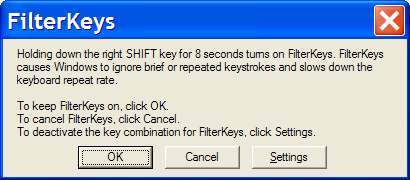 FilterKeys
Holding down the right SHIFT key for 8 seconds turns on FilterKeys. FilterKeys
causes Windows to ignore brief or repeated keystrokes and slows down the
keyboard repeat rate.
To keep FilterKeys on, click OK.
To cancel FilterKeys, click Cancel.
To deactivate the key combination for FilterKeys, click Settings.
OK Cancel Settings